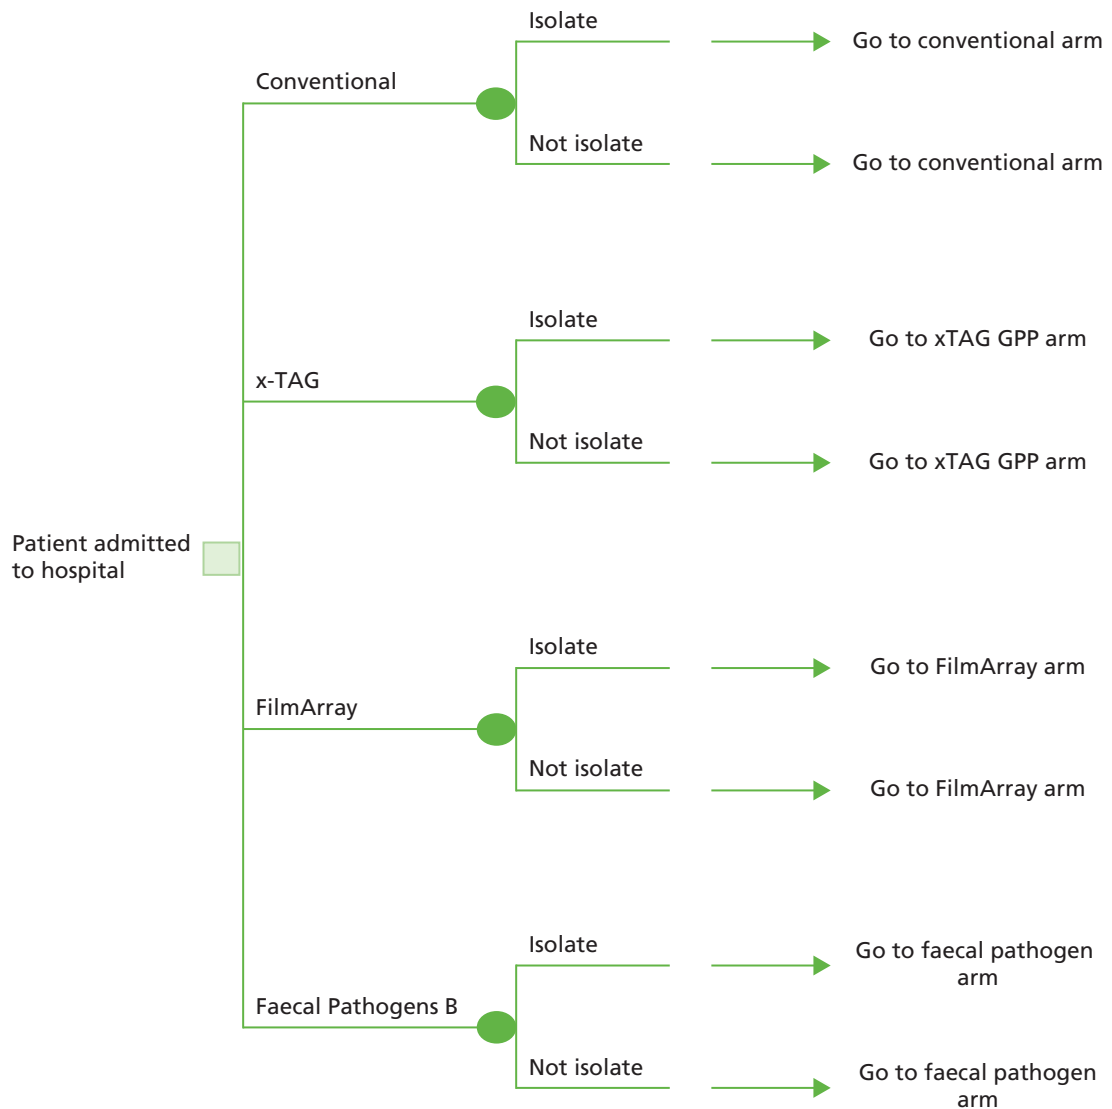 Isolate
Go to conventional arm
Conventional
Not isolate
Go to conventional arm
Isolate
Go to xTAG GPP arm
x-TAG
Not isolate
Go to xTAG GPP arm
Patient admitted
to hospital
Isolate
Go to FilmArray arm
FilmArray
Not isolate
Go to FilmArray arm
Isolate
Go to faecal pathogen
arm
Faecal Pathogens B
Not isolate
Go to faecal pathogen
arm